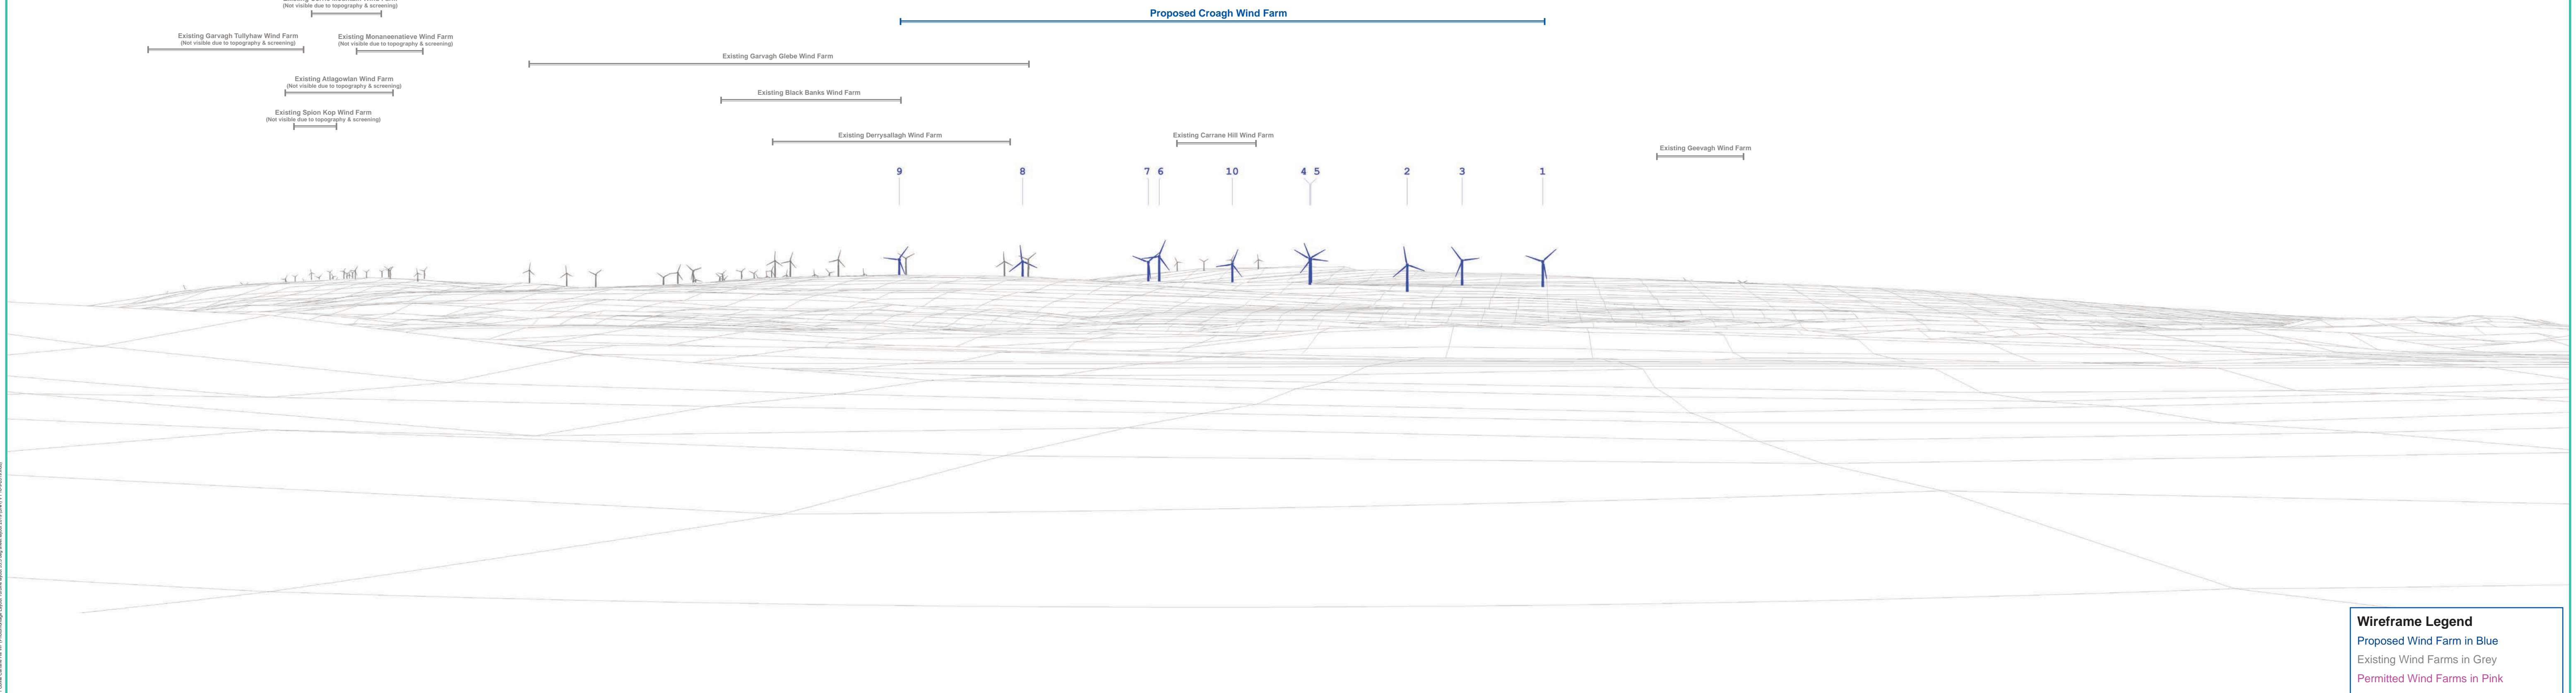 (Not visible due to topography & screening)
Proposed Croagh Wind Farm
Existing Garvagh Tullyhaw Wind Farm
(Not visible due to topography & screening)
Existing Monaneenatieve Wind Farm
(Not visible due to topography & screening)
Existing Garvagh Glebe Wind Farm
Existing Atlagowlan Wind Farm
(Not visible due to topography & screening)
Existing Black Banks Wind Farm
Existing Spion Kop Wind Farm
(Not visible due to topography & screening)
Existing Derrysallagh Wind Farm
Existing Carrane Hill Wind Farm
Existing Geevagh Wind Farm
9 8 7 6 10 4 5 2 3 1
Wireframe Legend
Proposed Wind Farm in Blue
Existing Wind Farms in Grey
Permitted Wind Farms in Pink